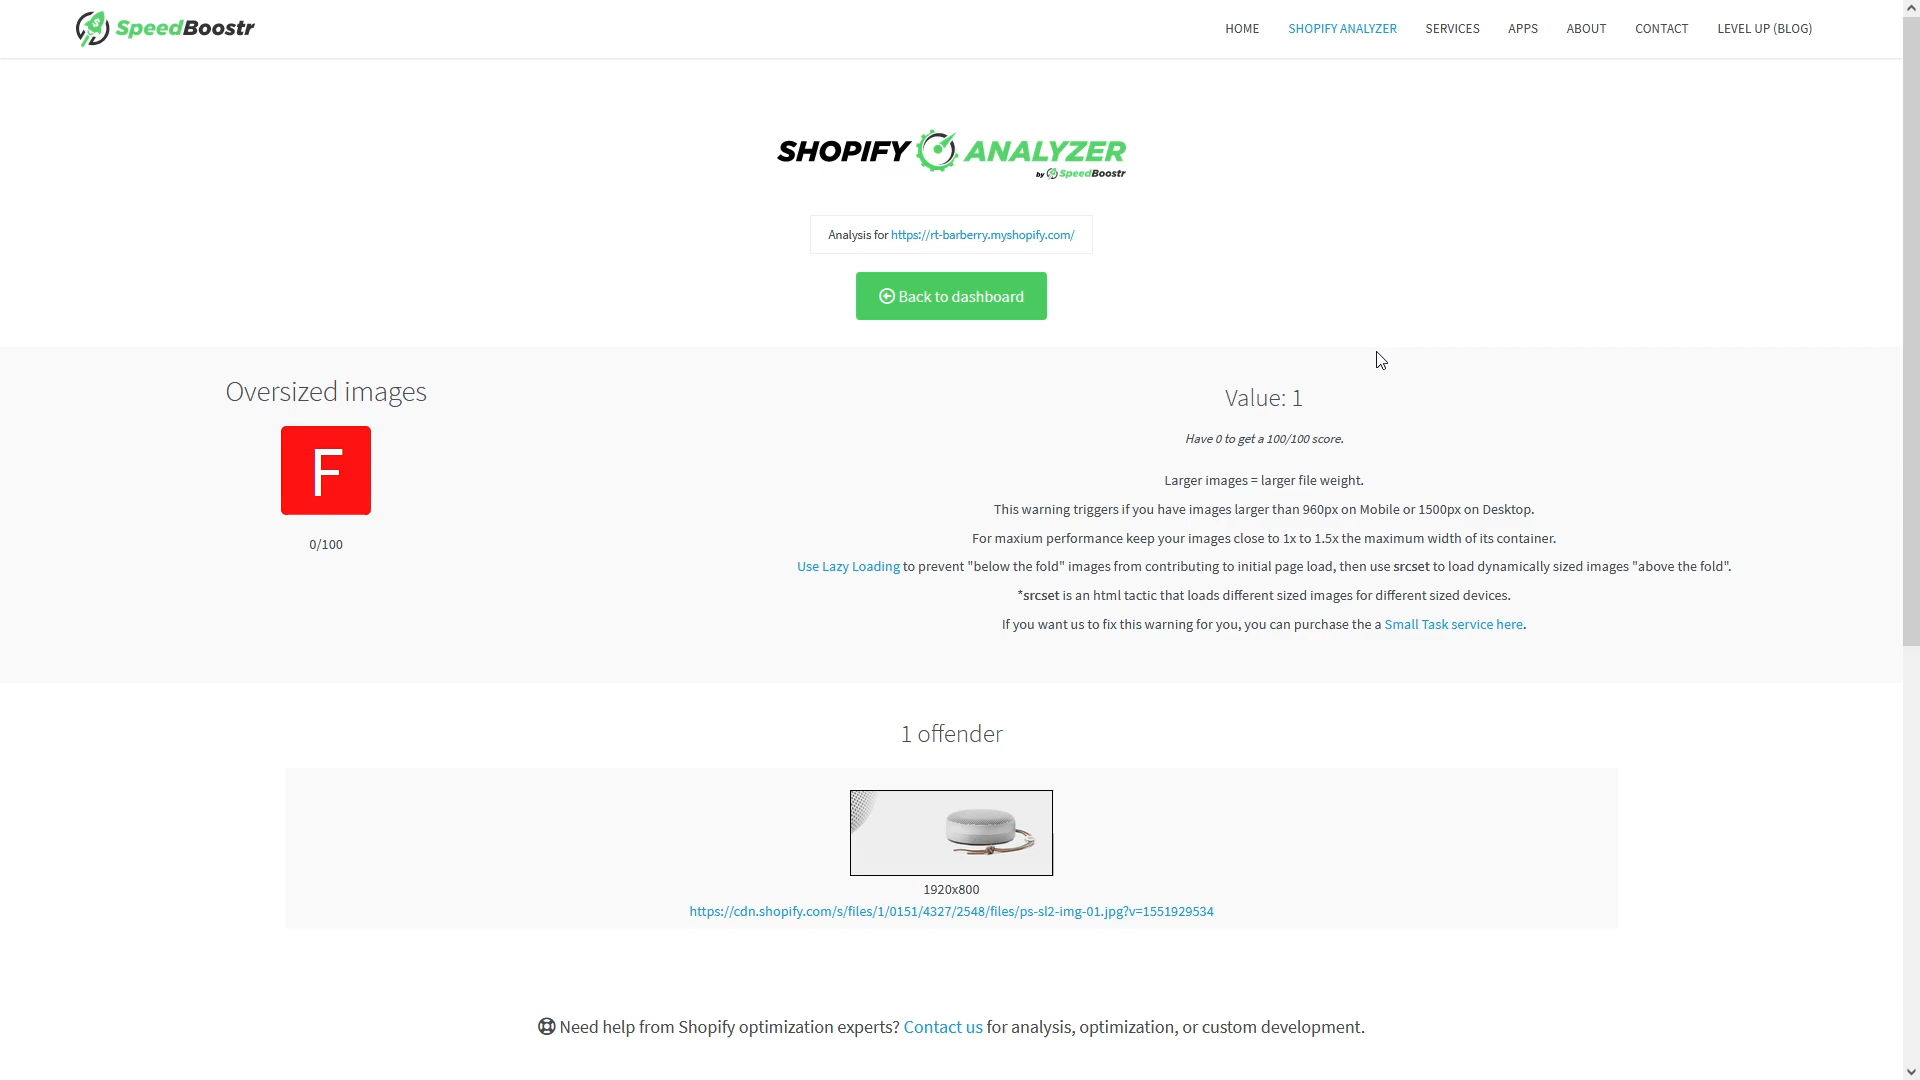 SpeedBoostr
HOME SHOPIFY ANALYZER SERVICES APPS ABOUT CONTACT LEVEL UP (BLOG)
SHOPIFY ANALYZER
by SpeedBoostr
Analysis for https://rt-barberry.myshopify.com/
Back to dashboard
Oversized images
F
0/100
Value: 1
Have 0 to get a 100/100 score.
Larger images = larger file weight.
This warning triggers if you have images larger than 960px on Mobile or 1500px on Desktop.
For maxium performance keep your images close to 1x to 1.5x the maximum width of its container.
Use Lazy Loading to prevent "below the fold" images from contributing to initial page load, then use srcset to load dynamically sized images "above the fold".
*srcset is an html tactic that loads different sized images for different sized devices.
If you want us to fix this warning for you, you can purchase the a Small Task service here.
1 offender
1920x800
https://cdn.shopify.com/s/files/1/0151/4327/2548/files/ps-sl2-img-01.jpg?v=1551929534
Need help from Shopify optimization experts? Contact us for analysis, optimization, or custom development.